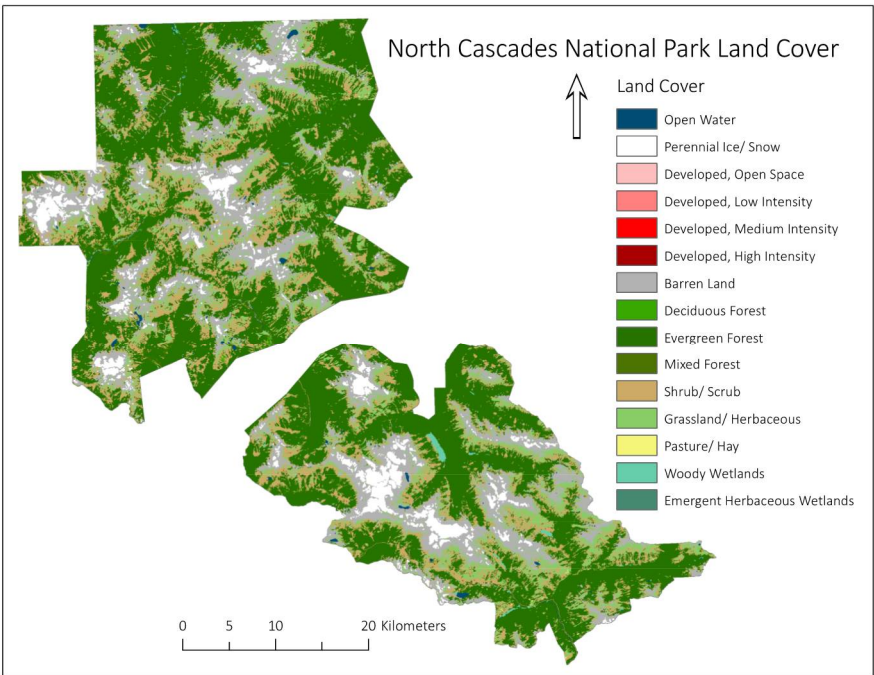 North Cascades National Park Land Cover
Land Cover
Open Water
Perennial Ice/ Snow
Developed, Open Space
Developed, Low Intensity
Developed, Medium Intensity
Developed, High Intensity
Barren Land
Deciduous Forest
Evergreen Forest
Mixed Forest
Shrub/ Scrub
Grassland/ Herbaceous
Pasture/ Hay
Woody Wetlands
Emergent Herbaceous Wetlands
0 5 10 20 Kilometers